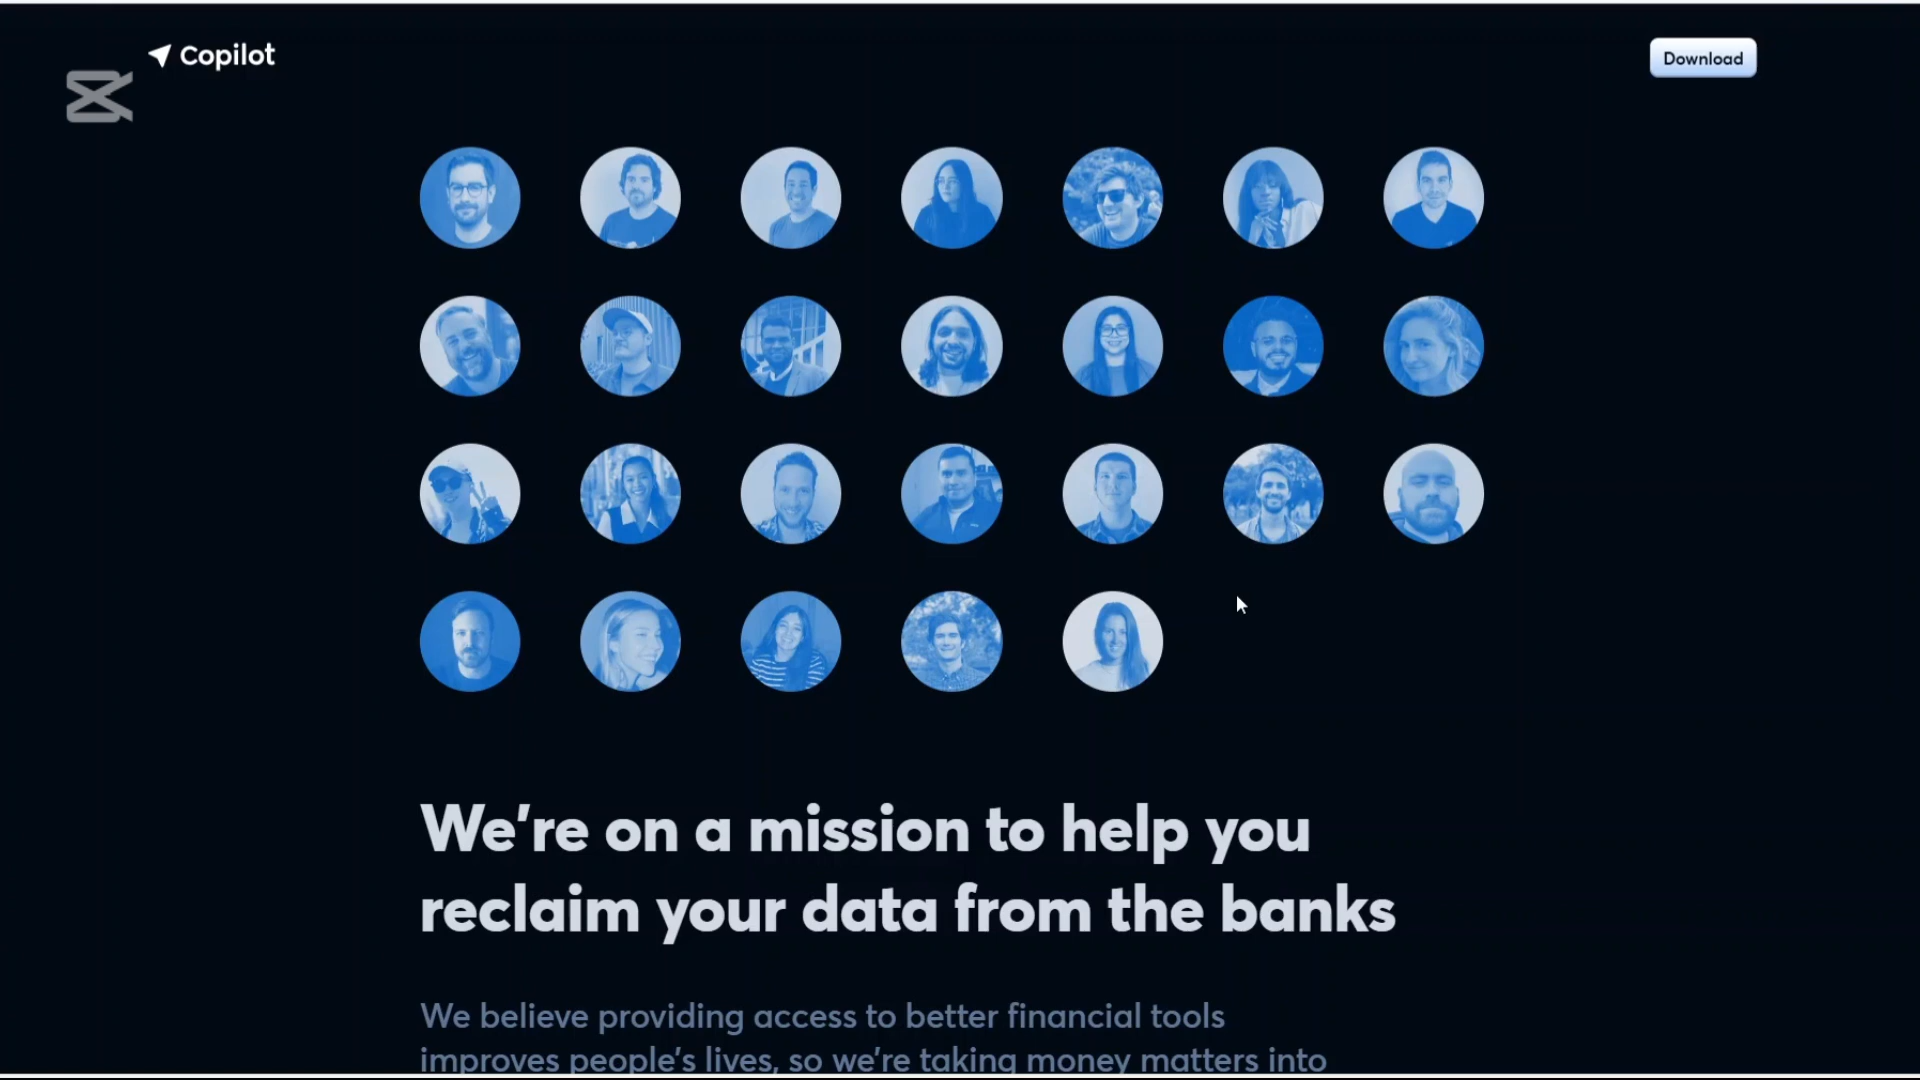 Copilot
Download
We're on a mission to help you
reclaim your data from the banks
We believe providing access to better financial tools
improves people's lives, so we're taking money matters into